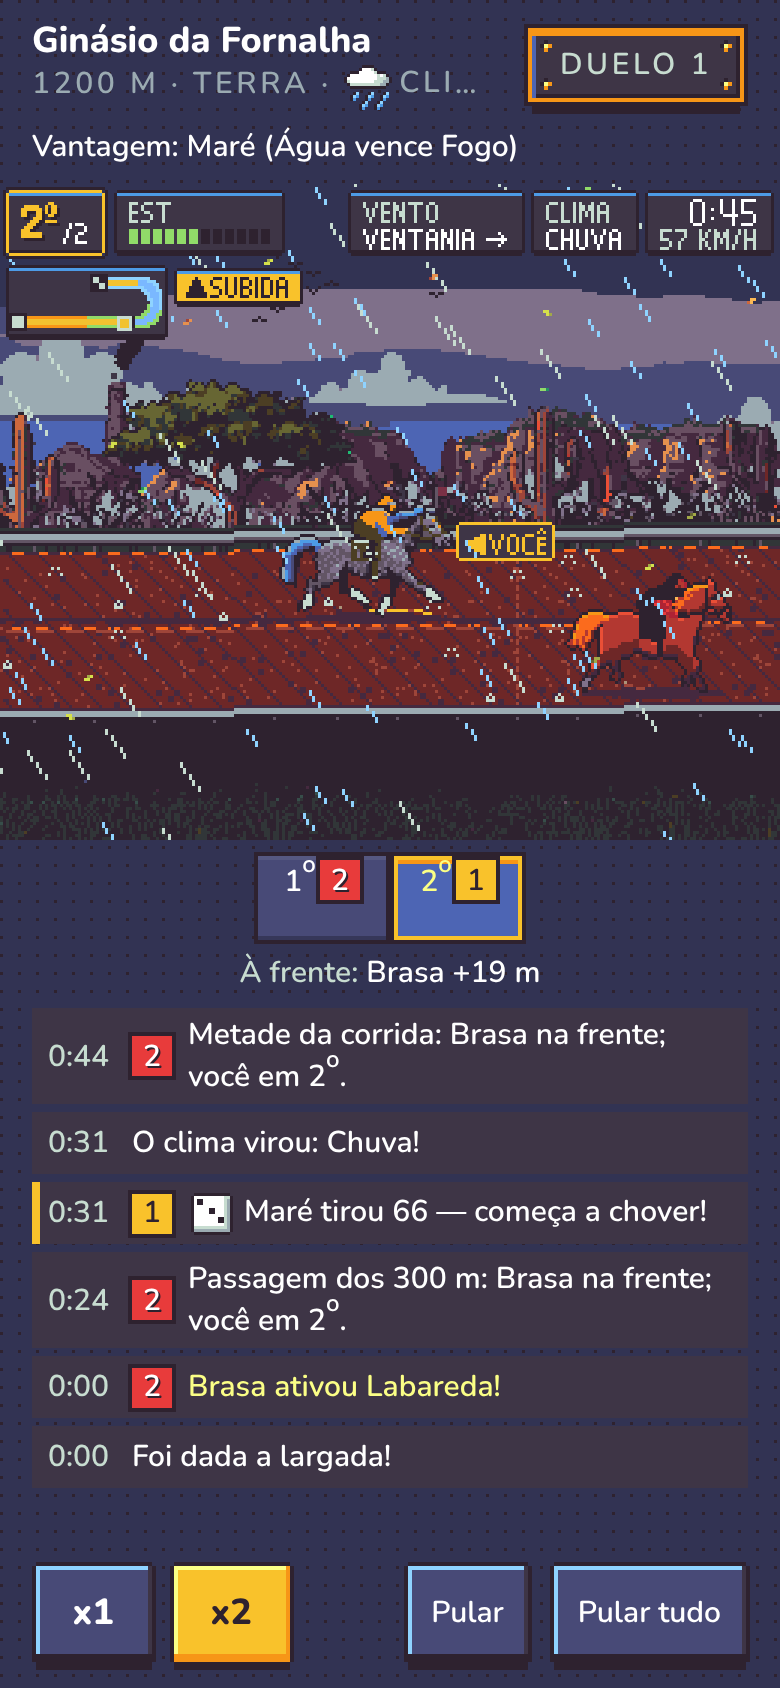 Ginásio da Fornalha
1200 M · TERRA · CLI...
DUELO 1
Vantagem: Maré (Água vence Fogo)
2º/2
EST
VENTO
VENTANIA →
CLIMA
CHUVA
0:45
57 KM/H
SUBIDA
VOCÊ
1º 2
2º 1
À frente: Brasa +19 m
0:44 2 Metade da corrida: Brasa na frente;
você em 2º.
0:31 O clima virou: Chuva!
0:31 1 Maré tirou 66 — começa a chover!
0:24 2 Passagem dos 300 m: Brasa na frente;
você em 2º.
0:00 2 Brasa ativou Labareda!
0:00 Foi dada a largada!
x1
x2
Pular
Pular tudo